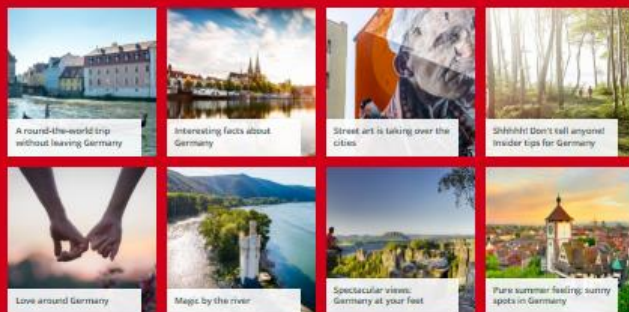 A round-the-world trip
without leaving Germany
Interesting facts about
Germany
Street art is taking over the
cities
Shhhhh! Don't tell anyone!
Insider tips for Germany
Love around Germany
Magic by the river
Spectacular views:
Germany at your feet
Pure summer feeling: sunny
spots in Germany